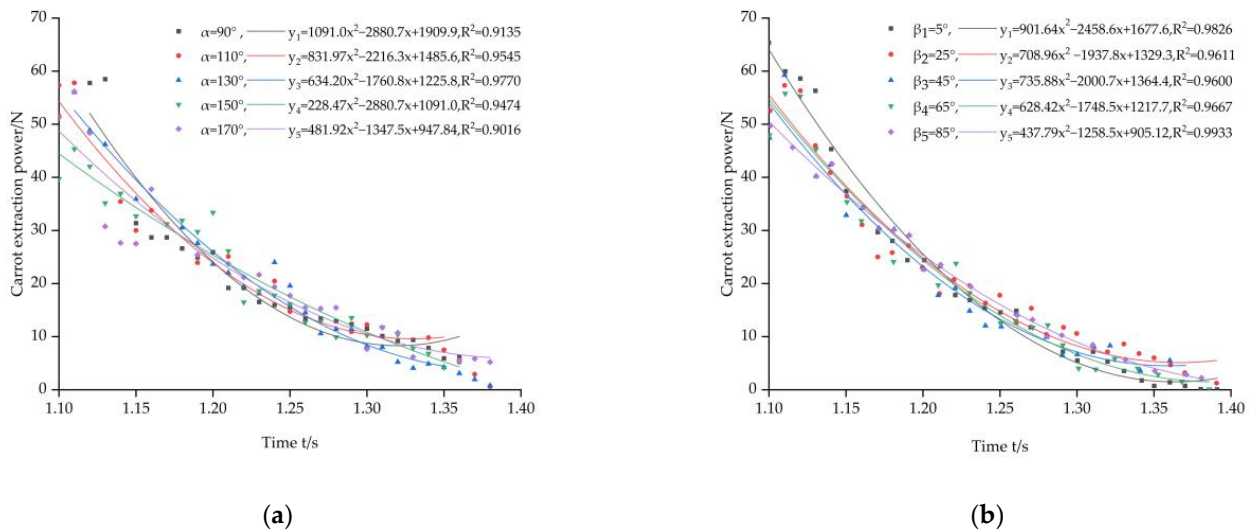 70
60
50
40
30
20
10
0
Carrot extraction power/N
α=90° , y₁=1091.0x²−2880.7x+1909.9,R²=0.9135
α=110°, y₂=831.97x²−2216.3x+1485.6,R²=0.9545
α=130°, y₃=634.20x²−1760.8x+1225.8,R²=0.9770
α=150°, y₄=228.47x²−2880.7x+1091.0,R²=0.9474
α=170°, y₅=481.92x²−1347.5x+947.84,R²=0.9016
1.10 1.20 1.20 1.25 1.30 1.35 1.40
Time t/s
(a)
70
60
50
40
30
20
10
0
Carrot extraction power/N
β₁=5°, y₁=901.64x²−2458.6x+1677.6,R²=0.9826
β₂=25°, y₂=708.96x² −1937.8x+1329.3,R²=0.9611
β₃=45°, y₃=735.88x²−2000.7x+1364.4,R²=0.9600
β₄=65°, y₄=628.42x²−1748.5x+1217.7,R²=0.9667
β₅=85°, y₅=437.79x²−1258.5x+905.12,R²=0.9933
1.10 1.15 1.20 1.25 1.30 1.35 1.40
Time t/s
(b)